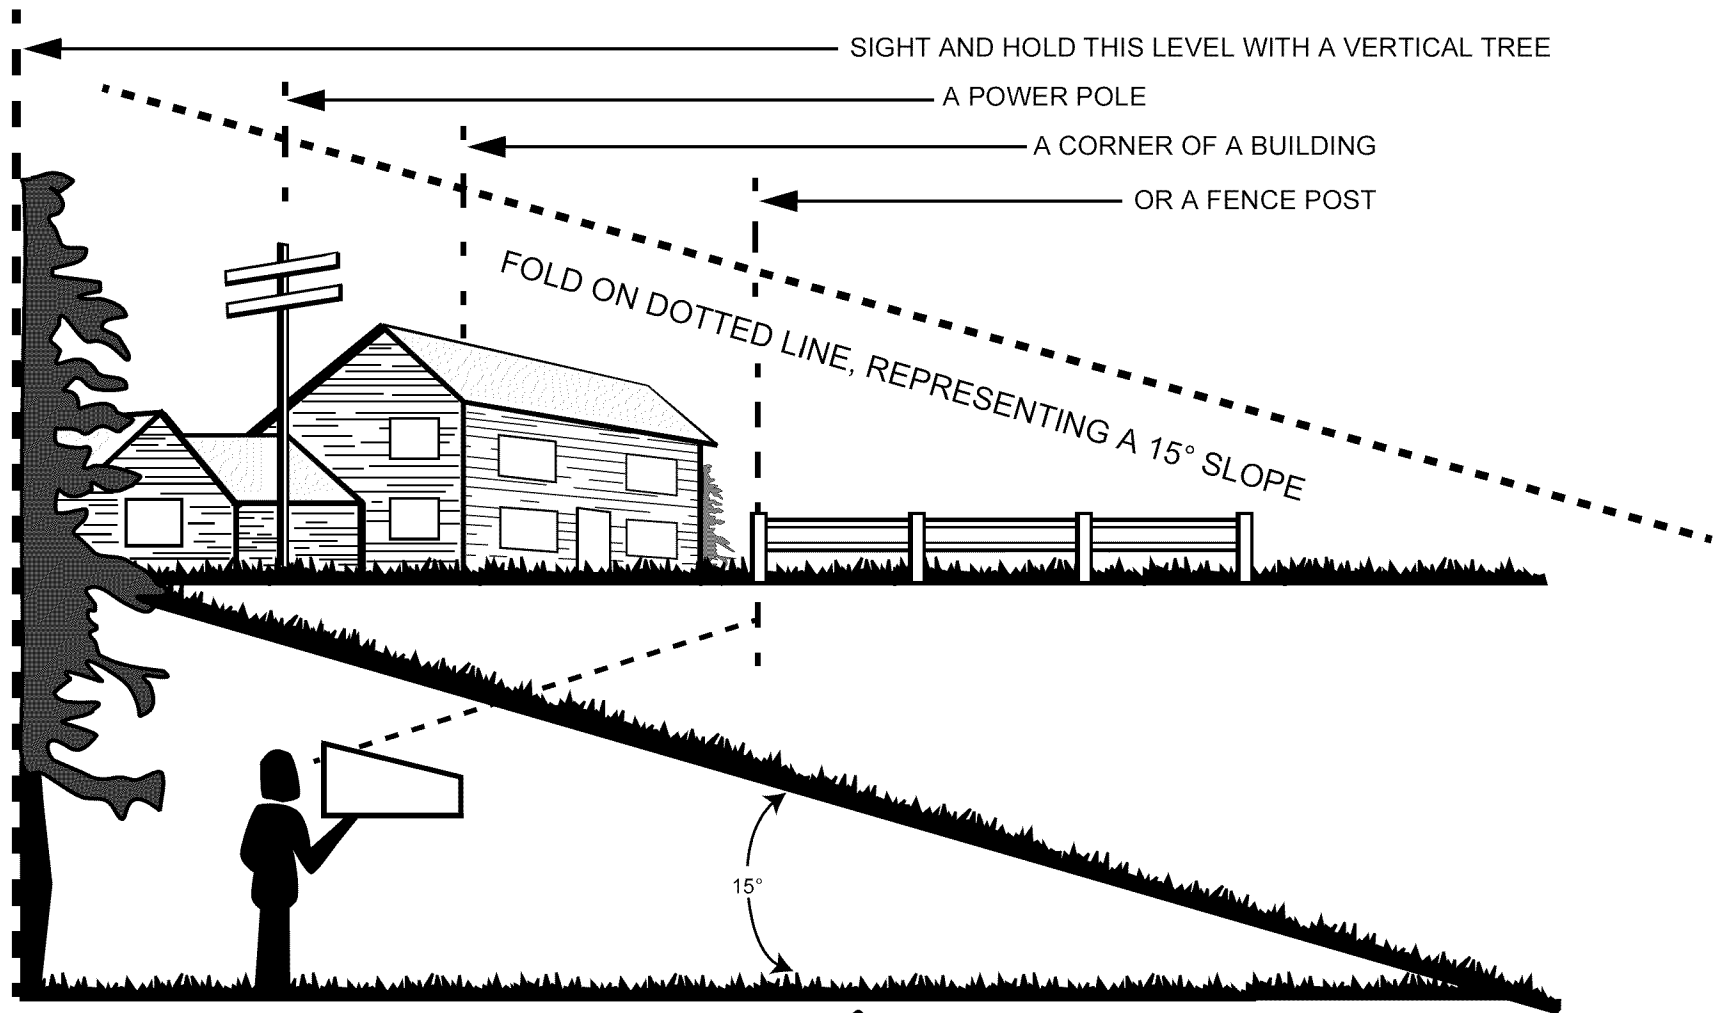 SIGHT AND HOLD THIS LEVEL WITH A VERTICAL TREE
A POWER POLE
A CORNER OF A BUILDING
OR A FENCE POST
FOLD ON DOTTED LINE, REPRESENTING A 15° SLOPE
15°